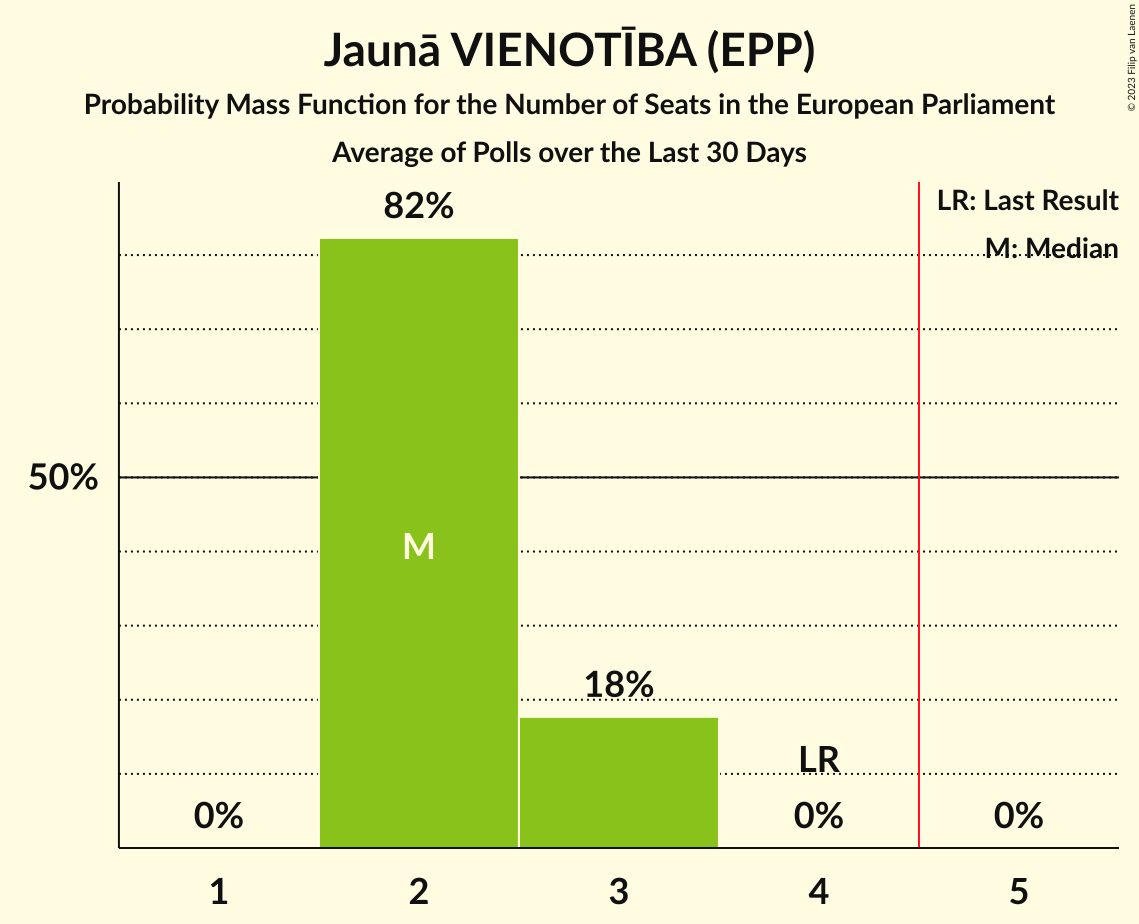 Jaunā VIENOTĪBA (EPP)
Probability Mass Function for the Number of Seats in the European Parliament
Average of Polls over the Last 30 Days
© 2023 Filip van Laenen
LR: Last Result
M: Median
82%
50%
M
18%
LR
0%
0%
0%
1
2
3
4
5